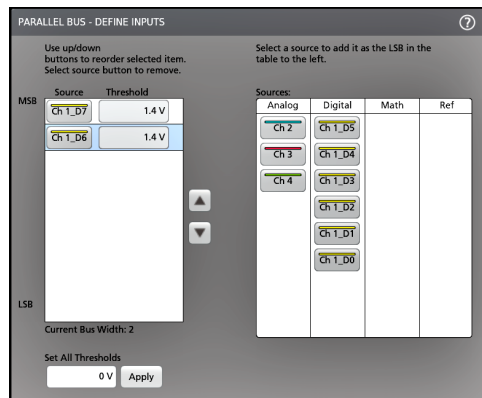 PARALLEL BUS - DEFINE INPUTS
Use up/down
buttons to reorder selected item.
Select source button to remove.
Source Threshold
MSB
Ch 1_D7 1.4 V
Ch 1_D6 1.4 V
LSB
Current Bus Width: 2
Set All Thresholds
0 V Apply
Select a source to add it as the LSB in the
table to the left.
Sources:
Analog Digital Math Ref
Ch 2 Ch 1_D5
Ch 3 Ch 1_D4
Ch 4 Ch 1_D3
Ch 1_D2
Ch 1_D1
Ch 1_D0